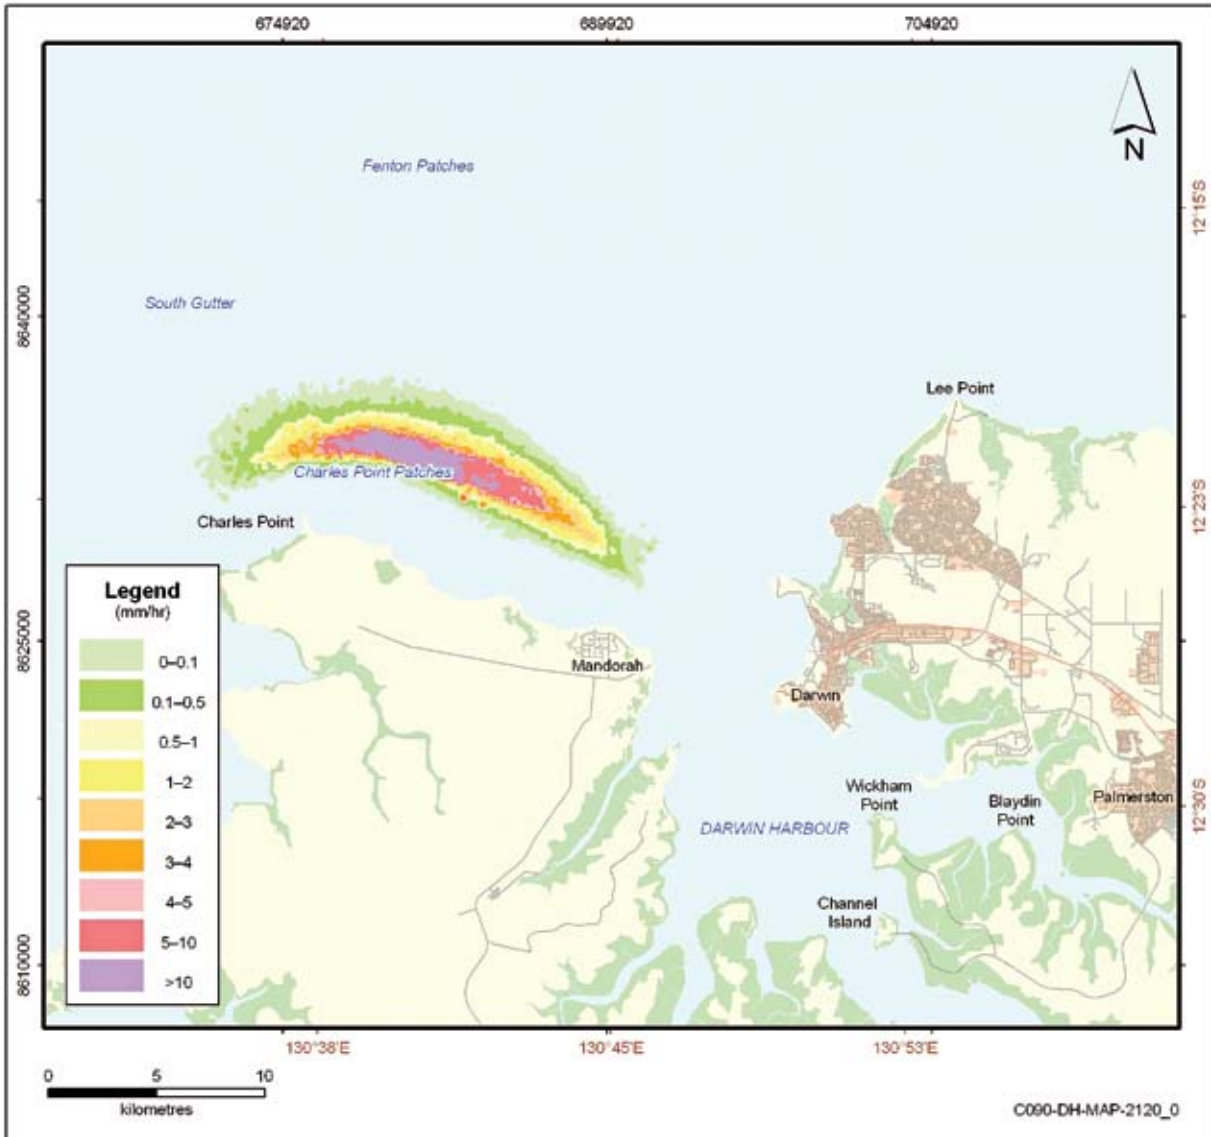 674920
689920
704920
N
Fenton Patches
12°15'S
South Gutter
8640000
Lee Point
Charles Point Patches
12°23'S
Charles Point
Legend
(mm/hr)
8625000
0–0.1
Mandorah
0.1–0.5
Darwin
0.5–1
1–2
Wickham
Point
Blaydin
Point
Palmerston
12°30'S
2–3
DARWIN HARBOUR
3–4
4–5
Channel
Island
5–10
8610000
>10
130°38'E
130°45'E
130°53'E
0
5
10
kilometres
C090-DH-MAP-2120_0